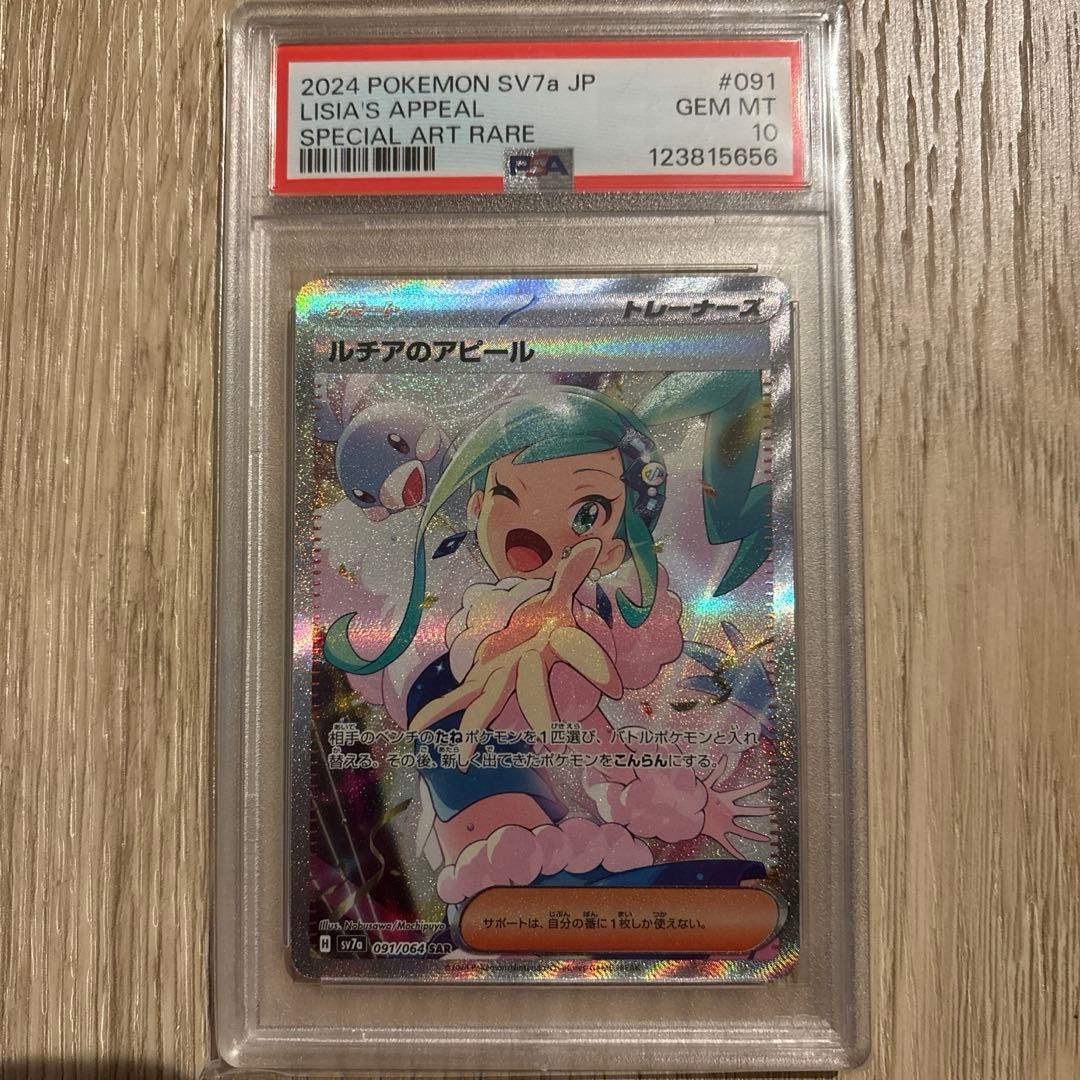 2024 POKEMON SV7a JP #091
LISIA'S APPEAL GEM MT
SPECIAL ART RARE 10
PSA 123815656
サポート トレーナーズ
ルチアのアピール
相手のベンチのたねポケモンを1匹選び、バトルポケモンと入れ
替える。その後、新しく出てきたポケモンをこんらんにする。
サポートは、自分の番に1枚しか使えない。
Illus. Nobusawa/Mochipuyo
H sv7a 091/064 SAR